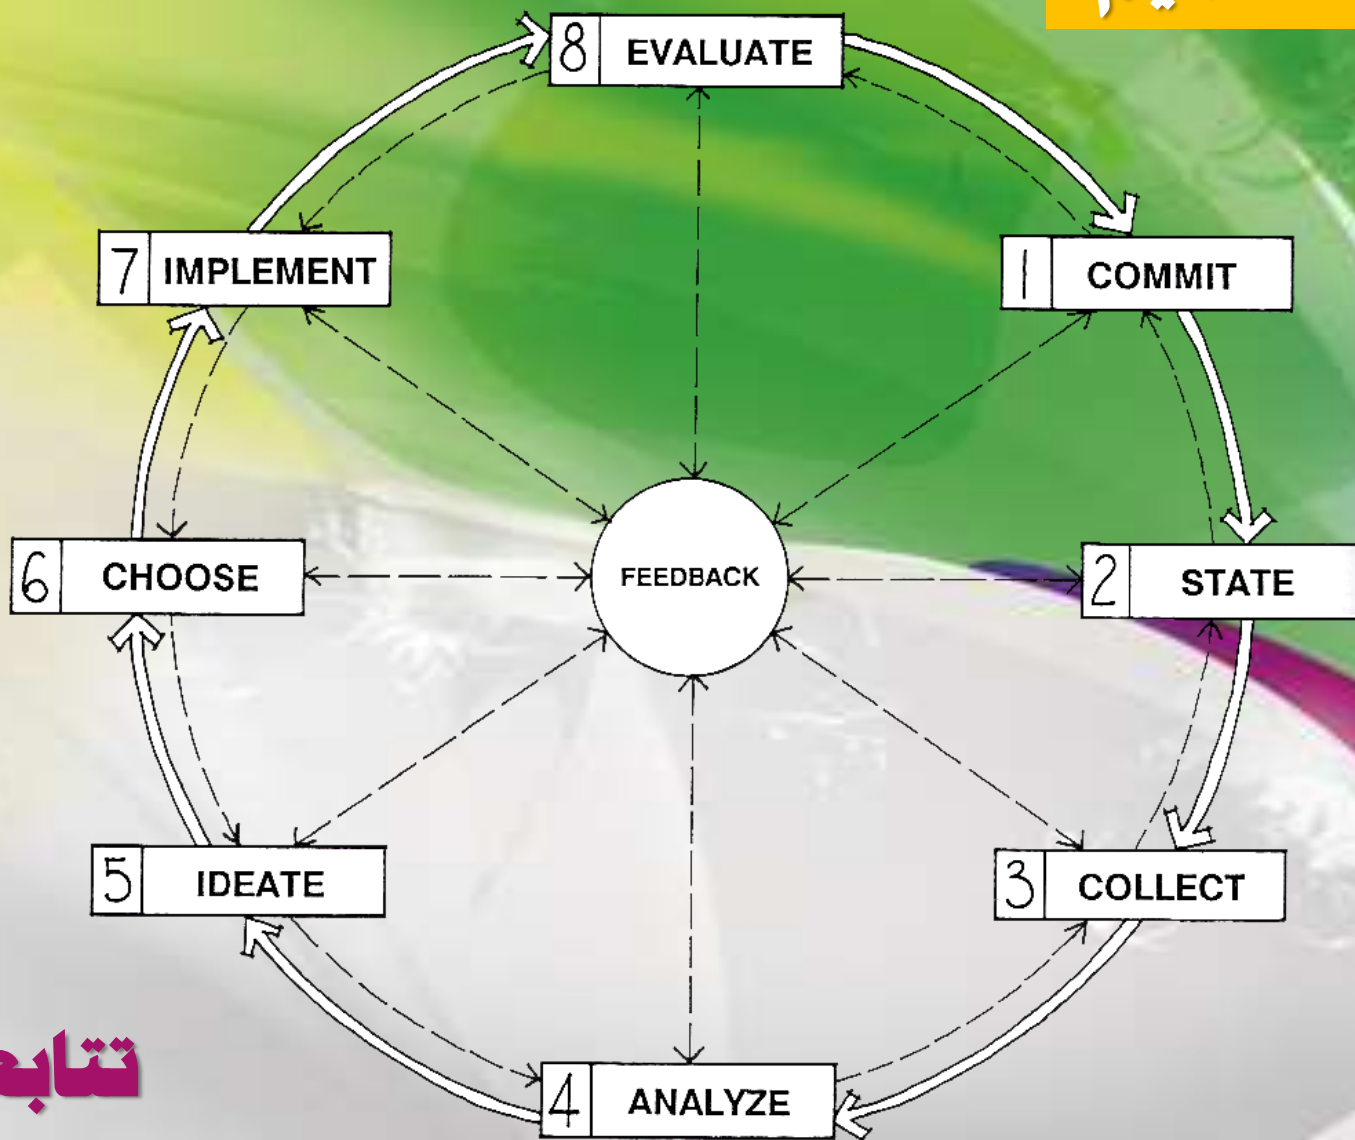 8 EVALUATE
1 COMMIT
2 STATE
3 COLLECT
4 ANALYZE
5 IDEATE
6 CHOOSE
7 IMPLEMENT
FEEDBACK